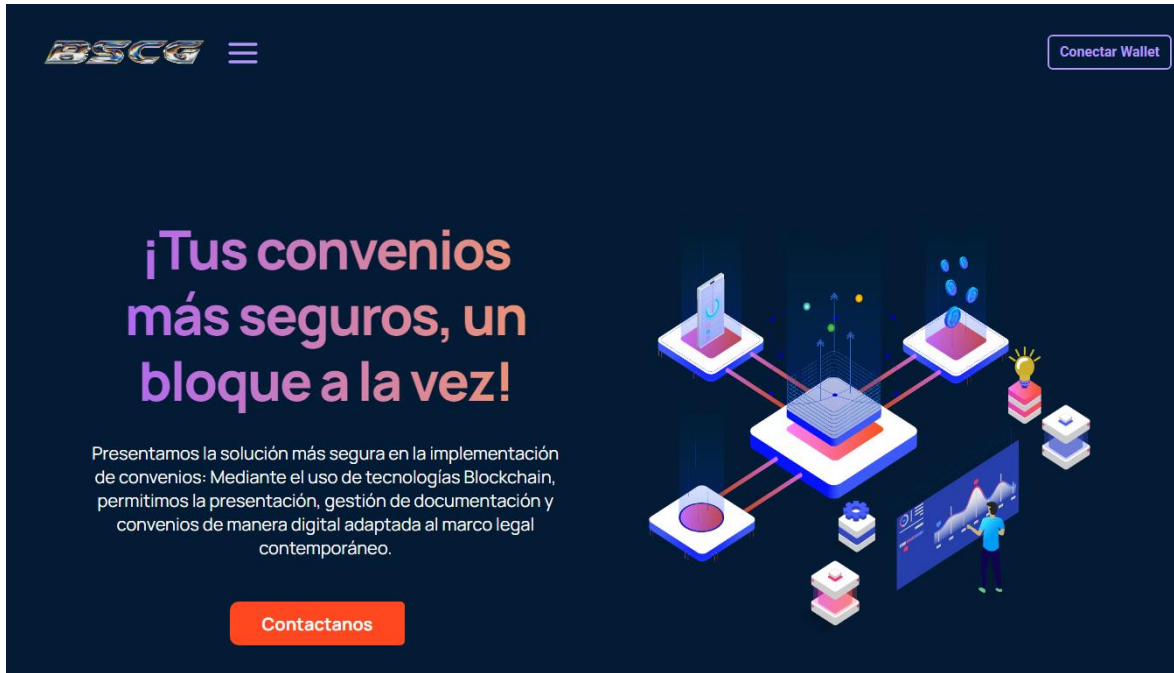 BSCG
Conectar Wallet
¡Tus convenios
más seguros, un
bloque a la vez!
Presentamos la solución más segura en la implementación
de convenios: Mediante el uso de tecnologías Blockchain,
permitimos la presentación, gestión de documentación y
convenios de manera digital adaptada al marco legal
contemporáneo.
Contactanos